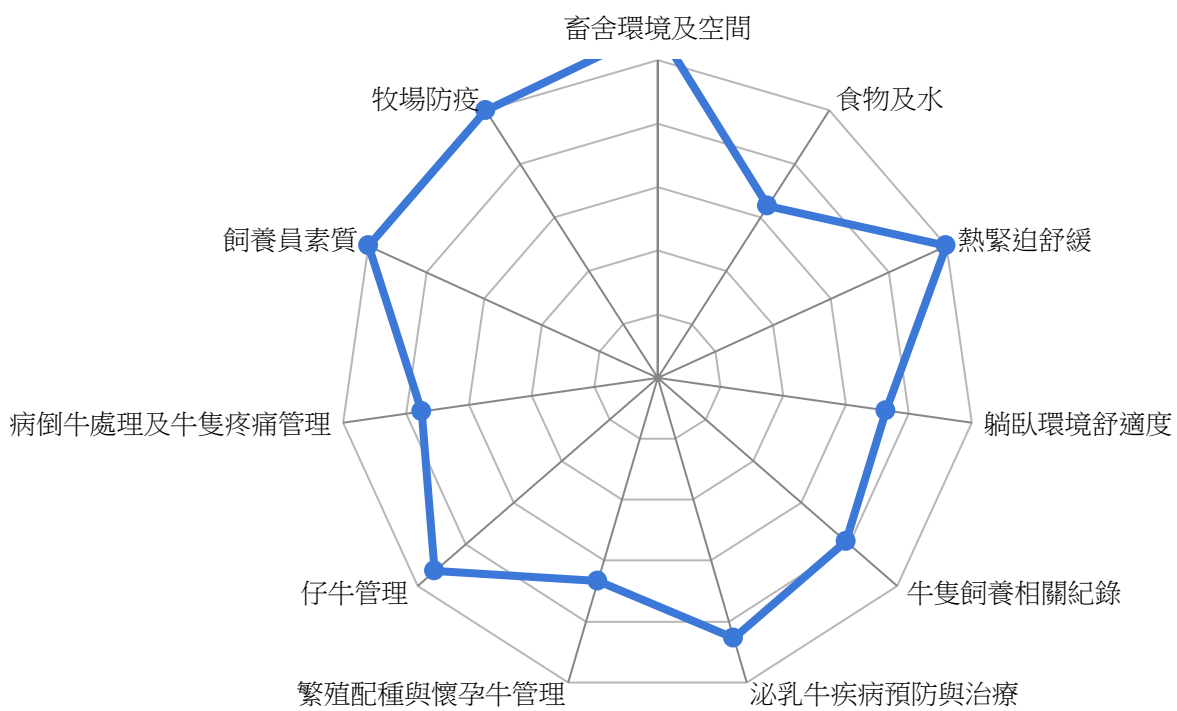 畜舍環境及空間
食物及水
熱緊迫舒緩
躺臥環境舒適度
牛隻飼養相關紀錄
泌乳牛疾病預防與治療
繁殖配種與懷孕牛管理
仔牛管理
病倒牛處理及牛隻疼痛管理
飼養員素質
牧場防疫